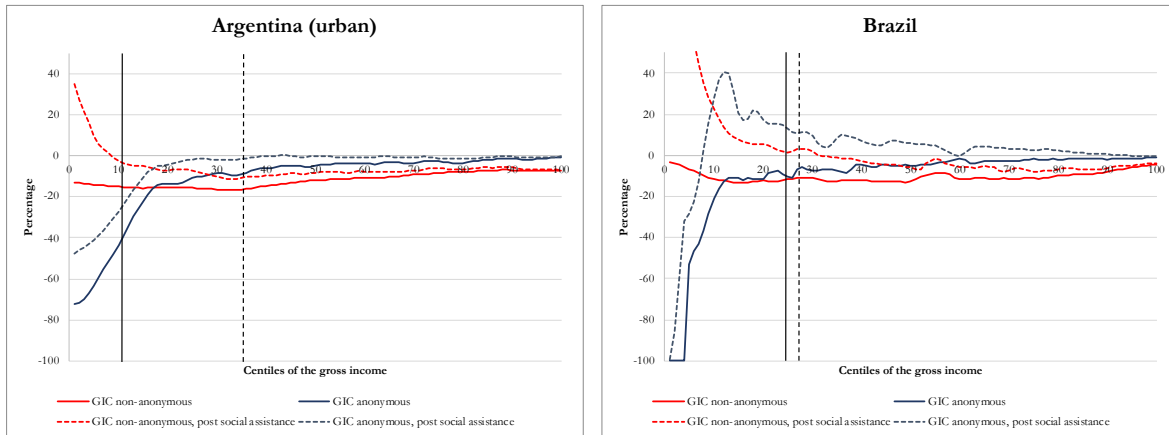 Argentina (urban)
40
20
0
0
10
20
30
40
50
60
70
80
90
100
-20
-40
-60
-80
-100
Percentage
Centiles of the gross income
GIC non-anonymous
GIC anonymous
GIC non-anonymous, post social assistance
GIC anonymous, post social assistance
Brazil
40
20
0
0
10
20
30
40
50
60
70
80
90
100
-20
-40
-60
-80
-100
Percentage
Centiles of the gross income
GIC non-anonymous
GIC anonymous
GIC non-anonymous, post social assistance
GIC anonymous, post social assistance